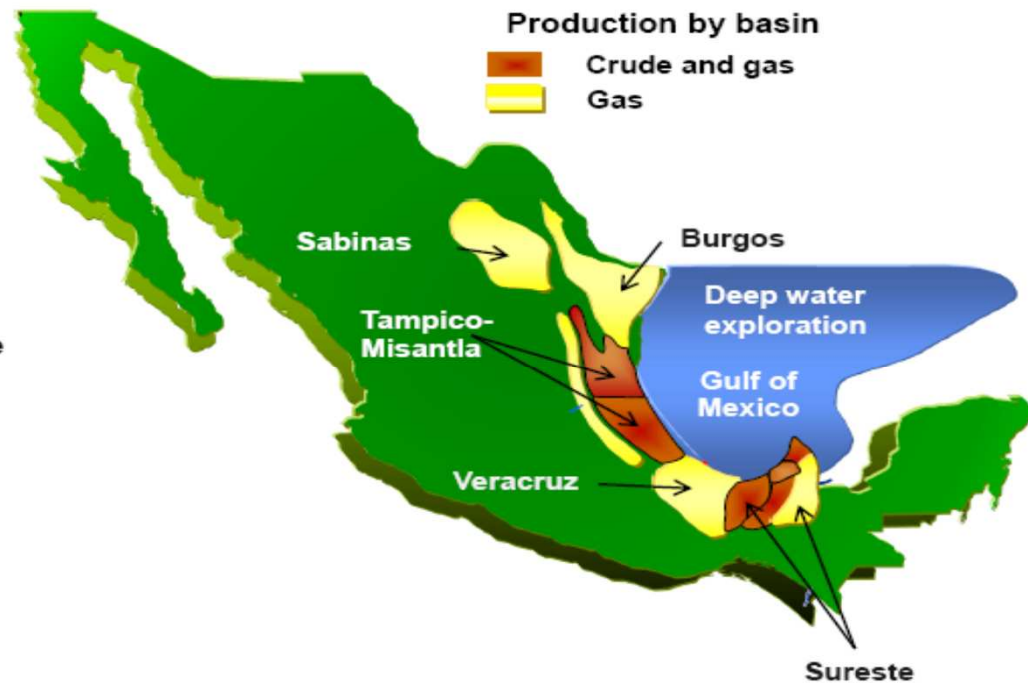 Production by basin
Crude and gas
Gas
Sabinas
Burgos
Deep water
exploration
Tampico-
Misantla
e
Gulf of
Mexico
Veracruz
Sureste